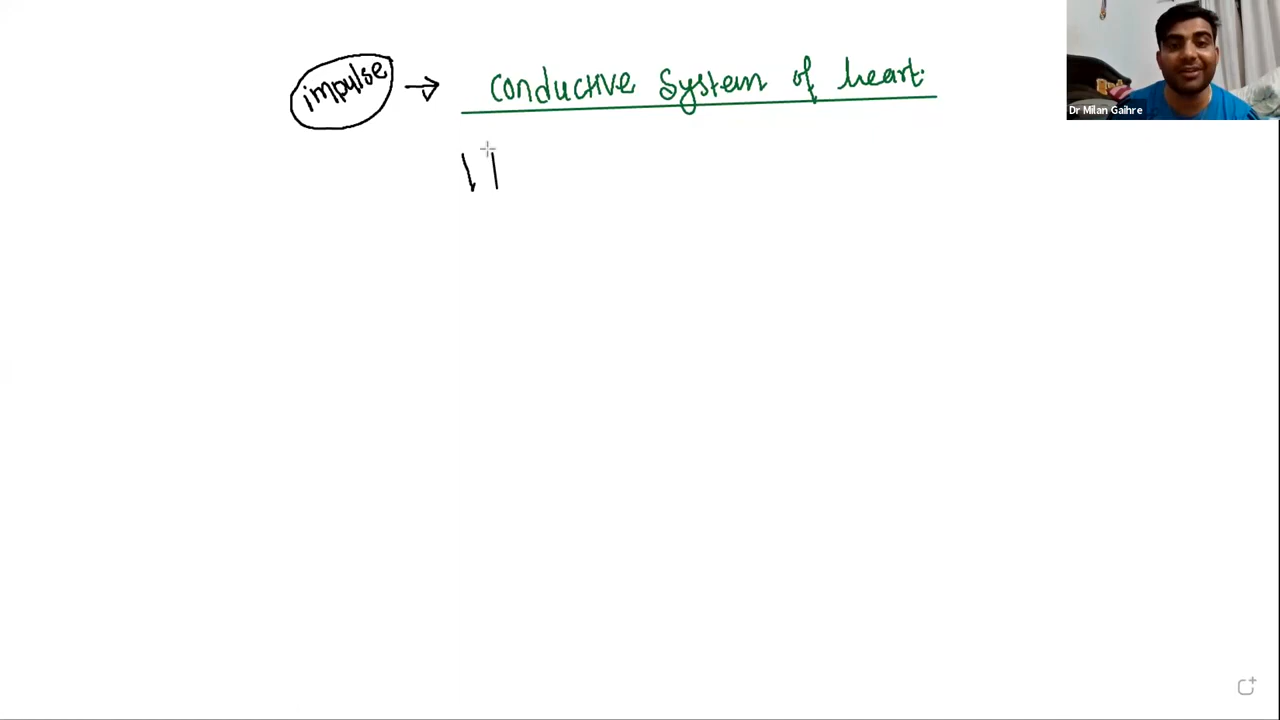 impulse → Conductive System of heart.
Dr Milan Gaihre